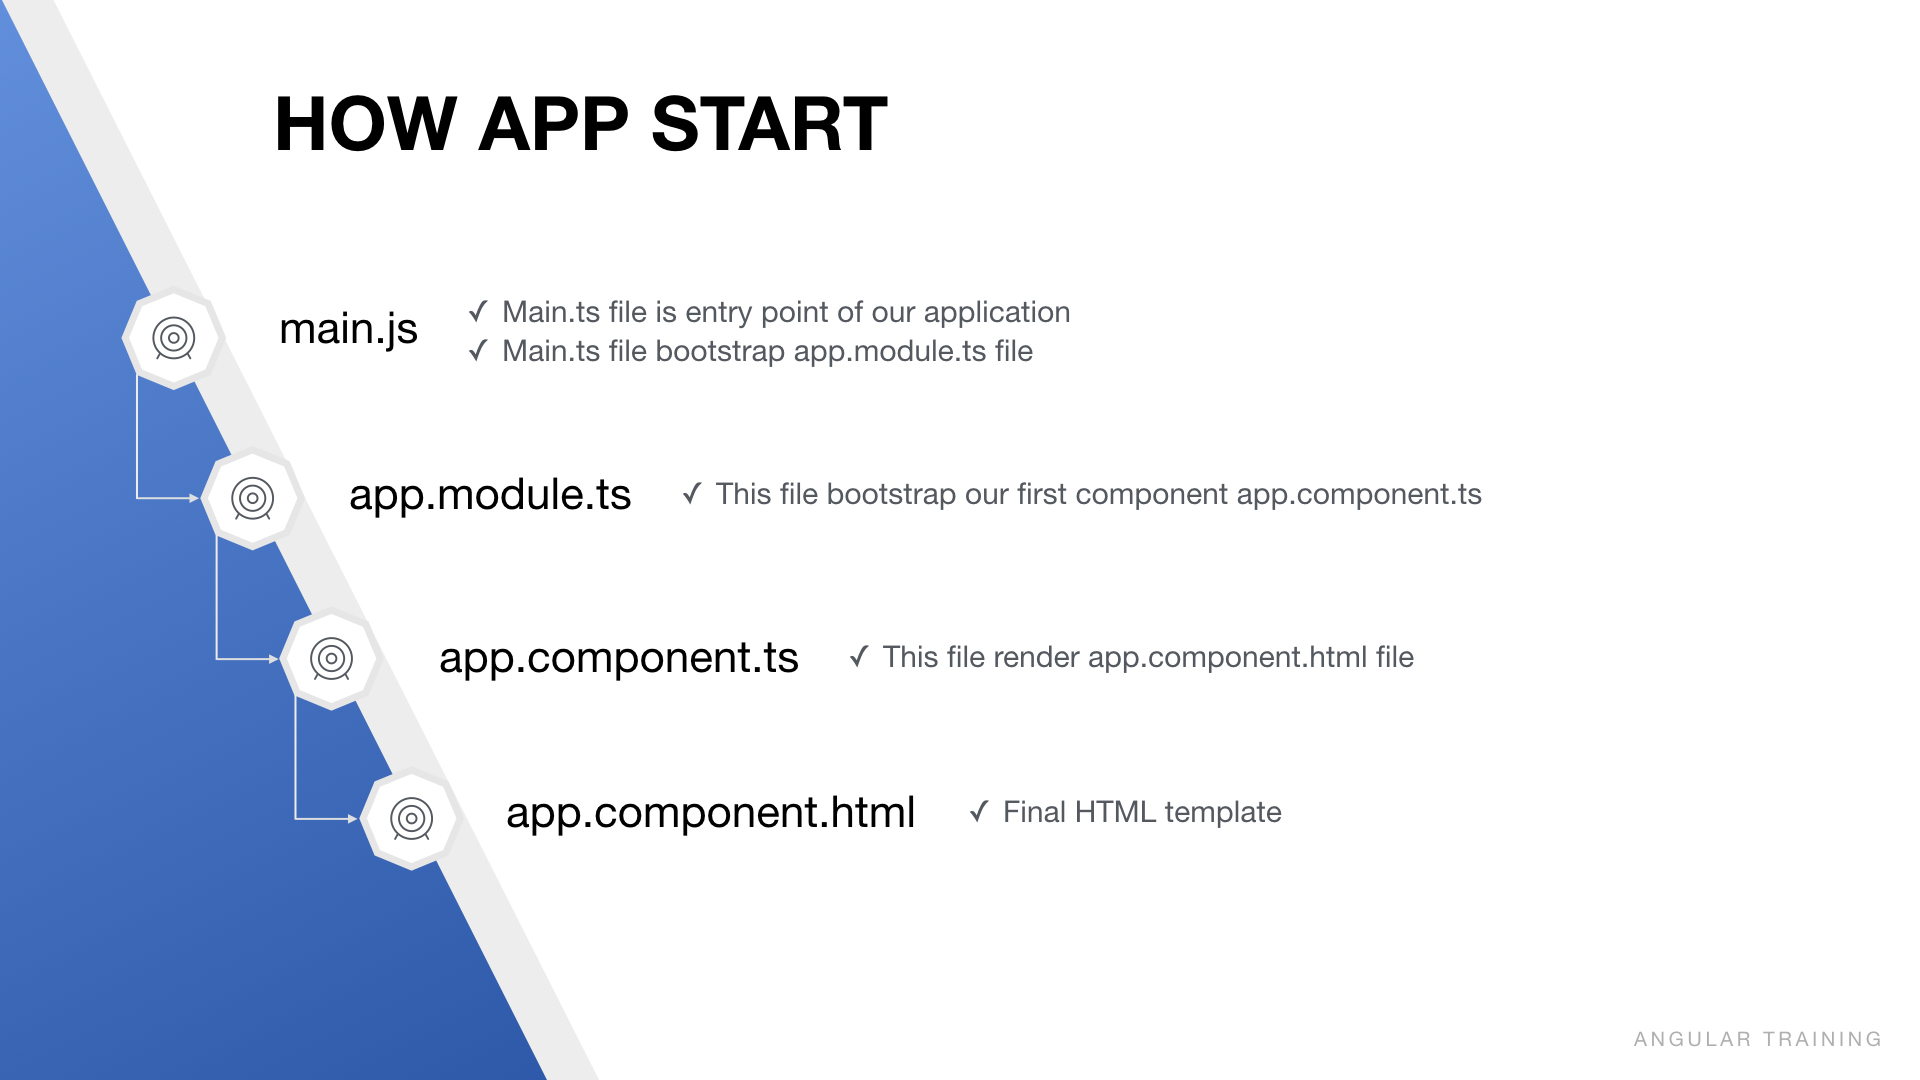 HOW APP START
main.js
✓ Main.ts file is entry point of our application
✓ Main.ts file bootstrap app.module.ts file
app.module.ts
✓ This file bootstrap our first component app.component.ts
app.component.ts
✓ This file render app.component.html file
app.component.html
✓ Final HTML template
ANGULAR TRAINING